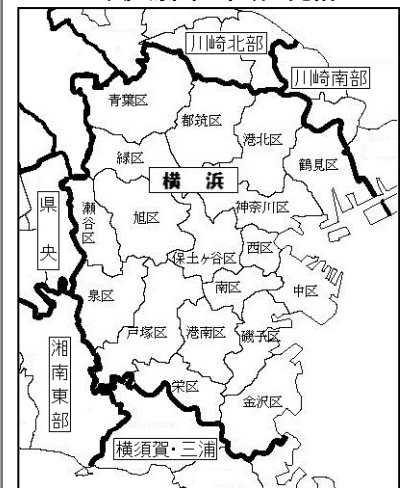 川崎北部
川崎南部
青葉区
都筑区
港北区
鶴見区
緑区
横浜
県央
瀬谷区
旭区
神奈川区
保土ヶ谷区
西区
泉区
南区
中区
戸塚区
港南区
磯子区
湘南東部
栄区
金沢区
横須賀・三浦